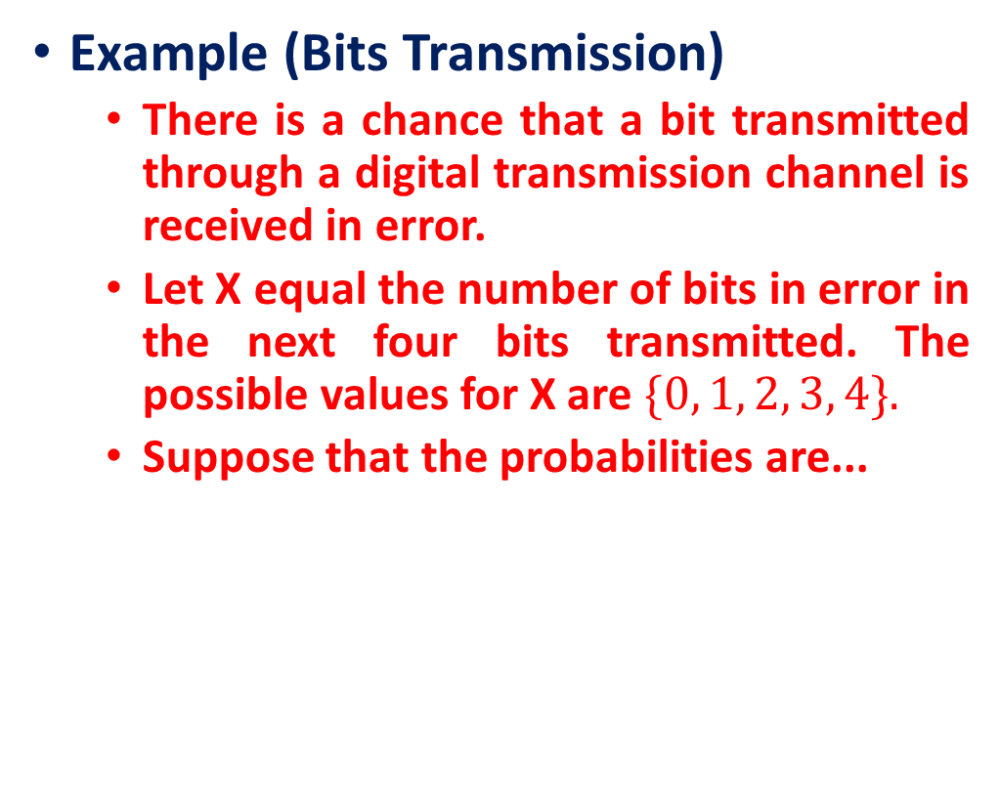 • Example (Bits Transmission)
• There is a chance that a bit transmitted
through a digital transmission channel is
received in error.
• Let X equal the number of bits in error in
the next four bits transmitted. The
possible values for X are {0, 1, 2, 3, 4}.
• Suppose that the probabilities are...